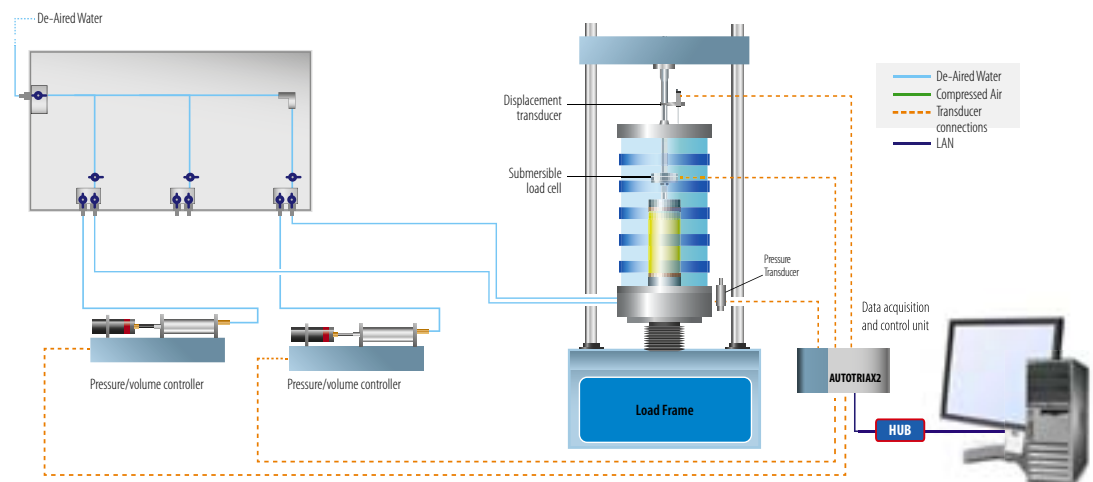 De-Aired Water
Displacement
transducer
Submersible
load cell
De-Aired Water
Compressed Air
Transducer
connections
LAN
Pressure
Transducer
Data acquisition
and control unit
Pressure/volume controller
Pressure/volume controller
Load Frame
AUTOTRIAX2
HUB